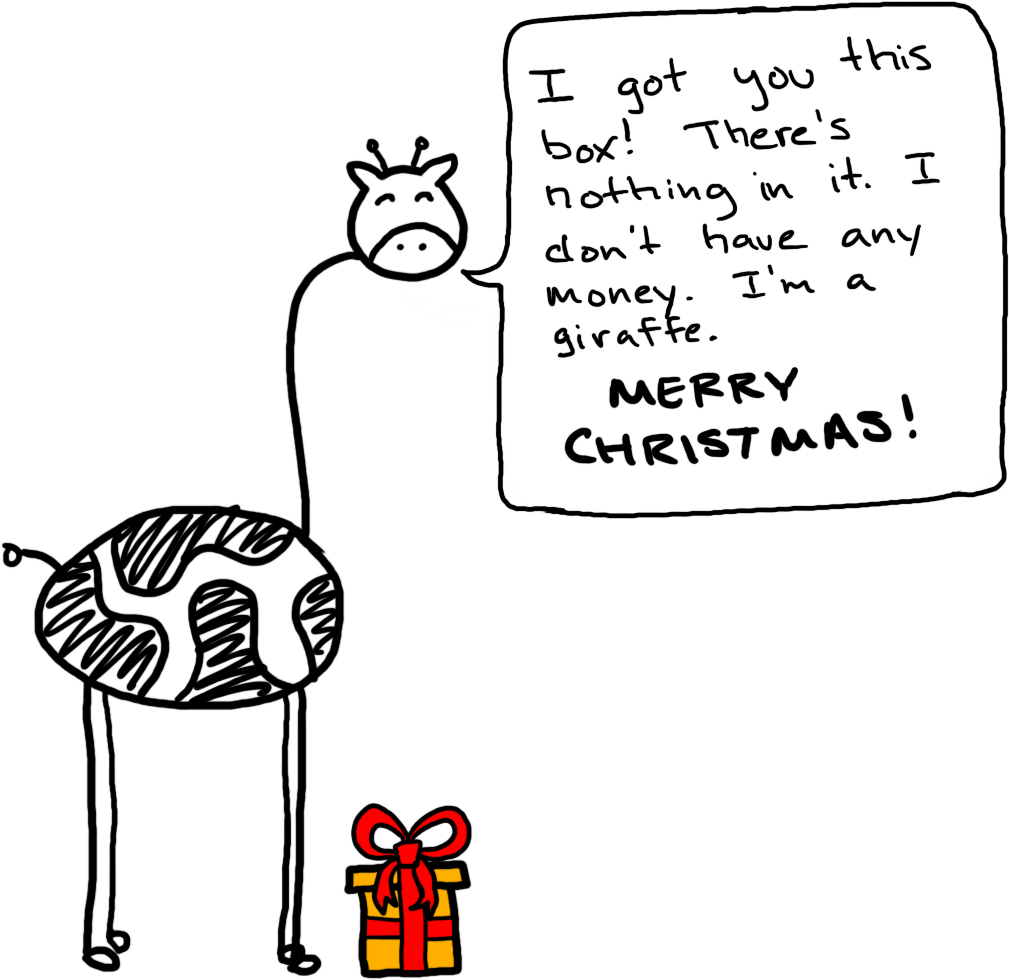 I got you this
box! There's
nothing in it. I
don't have any
money. I'm a
giraffe.
MERRY
CHRISTMAS!